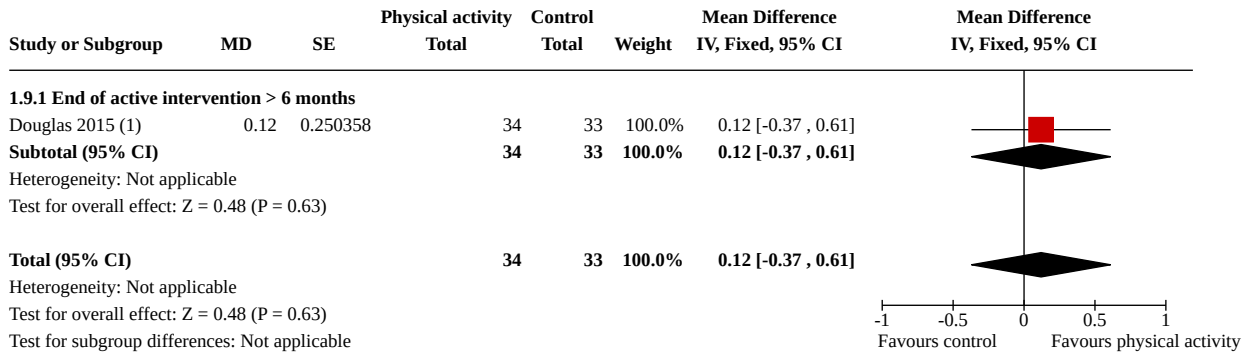 Physical activity Control Mean Difference Mean Difference
Study or Subgroup MD SE Total Total Weight IV, Fixed, 95% CI IV, Fixed, 95% CI
1.9.1 End of active intervention > 6 months
Douglas 2015 (1) 0.12 0.250358 34 33 100.0% 0.12 [-0.37 , 0.61]
Subtotal (95% CI) 34 33 100.0% 0.12 [-0.37 , 0.61]
Heterogeneity: Not applicable
Test for overall effect: Z = 0.48 (P = 0.63)
Total (95% CI) 34 33 100.0% 0.12 [-0.37 , 0.61]
Heterogeneity: Not applicable
Test for overall effect: Z = 0.48 (P = 0.63)
-1 -0.5 0 0.5 1
Test for subgroup differences: Not applicable Favours control Favours physical activity